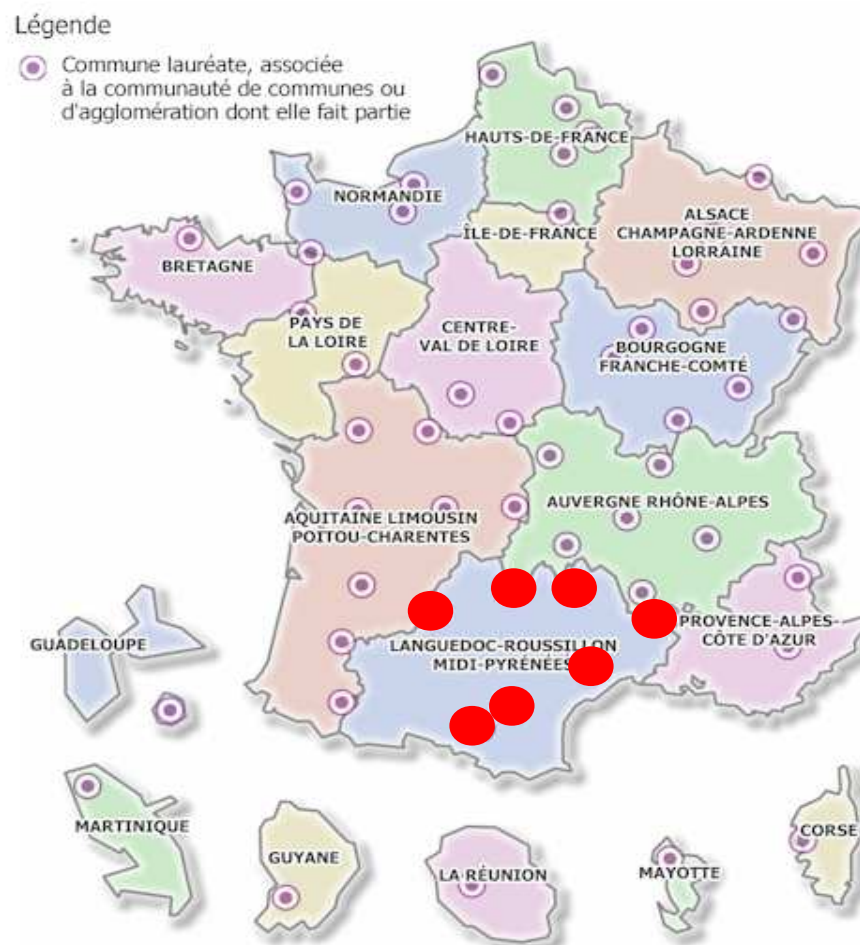 Légende
Commune lauréate, associée
à la communauté de communes ou
d'agglomération dont elle fait partie
HAUTS-DE-FRANCE
NORMANDIE
ÎLE-DE-FRANCE
ALSACE
CHAMPAGNE-ARDENNE
LORRAINE
BRETAGNE
PAYS DE
LA LOIRE
CENTRE-
VAL DE LOIRE
BOURGOGNE
FRANCHE-COMTÉ
AUVERGNE RHÔNE-ALPES
AQUITAINE LIMOUSIN
POITOU-CHARENTES
PROVENCE-ALPES-
CÔTE D'AZUR
GUADELOUPE
LANGUEDOC-ROUSSILLON
MIDI-PYRÉNÉES
MARTINIQUE
GUYANE
LA RÉUNION
MAYOTTE
CORSE